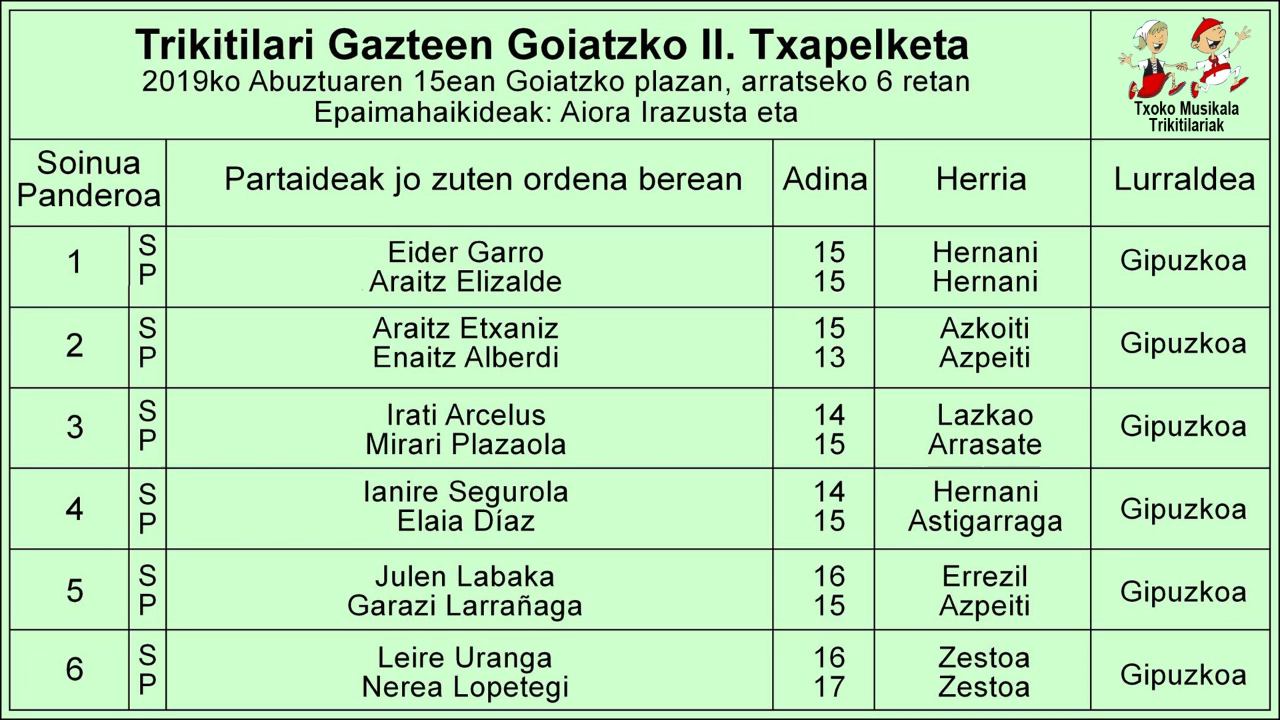 Trikitilari Gazteen Goiatzko II. Txapelketa
2019ko Abuztuaren 15ean Goiatzko plazan, arratseko 6 retan
Epaimahaikideak: Aiora Irazusta eta
Txoko Musikala
Trikitilariak
Soinua
Panderoa
Partaideak jo zuten ordena berean
Adina
Herria
Lurraldea
1
S
P
Eider Garro
Araitz Elizalde
15
15
Hernani
Hernani
Gipuzkoa
2
S
P
Araitz Etxaniz
Enaitz Alberdi
15
13
Azkoiti
Azpeiti
Gipuzkoa
3
S
P
Irati Arcelus
Mirari Plazaola
14
15
Lazkao
Arrasate
Gipuzkoa
4
S
P
Ianire Segurola
Elaia Díaz
14
15
Hernani
Astigarraga
Gipuzkoa
5
S
P
Julen Labaka
Garazi Larrañaga
16
15
Errezil
Azpeiti
Gipuzkoa
6
S
P
Leire Uranga
Nerea Lopetegi
16
17
Zestoa
Zestoa
Gipuzkoa